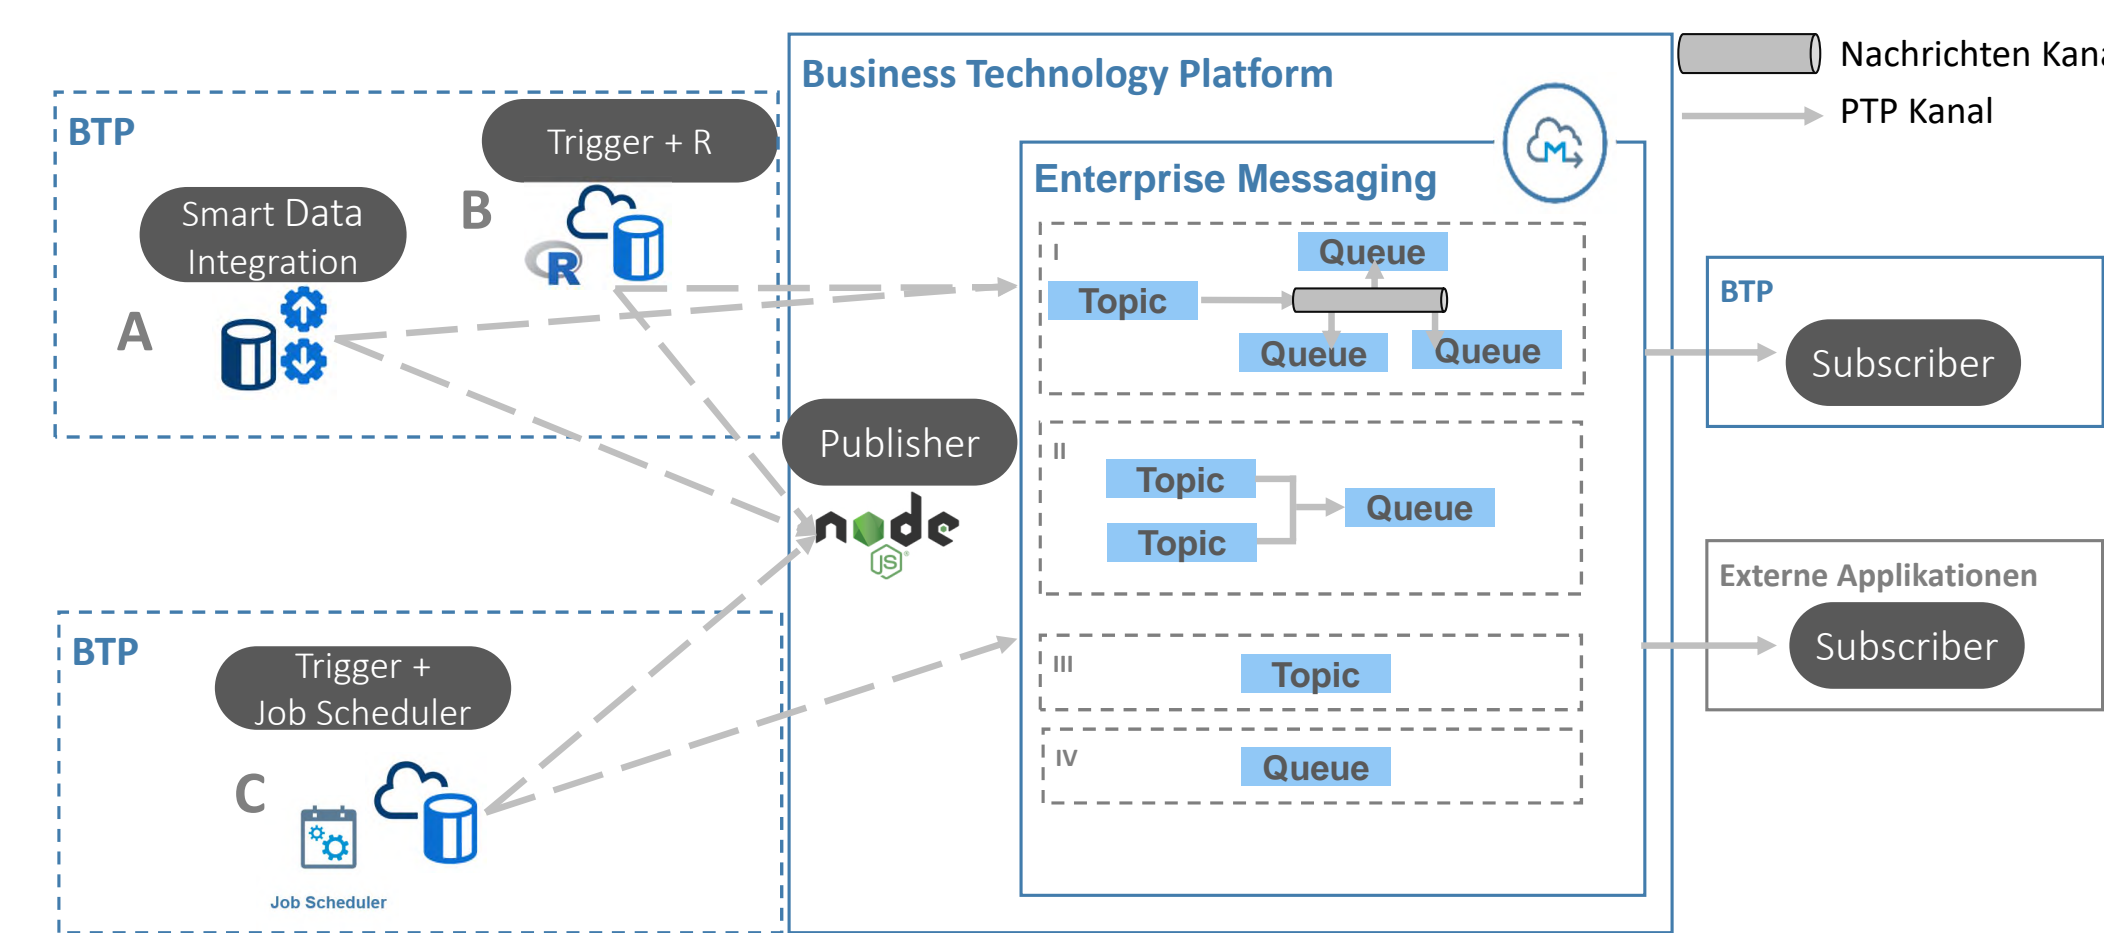 Business Technology Platform
Nachrichten Kana
PTP Kanal
BTP
Trigger + R
B
R
Smart Data
Integration
A
M
Enterprise Messaging
I
Queue
Topic
Queue
Queue
BTP
Subscriber
Publisher
node
JS
II
Topic
Queue
Topic
Externe Applikationen
Subscriber
BTP
Trigger +
Job Scheduler
C
Job Scheduler
III
Topic
IV
Queue